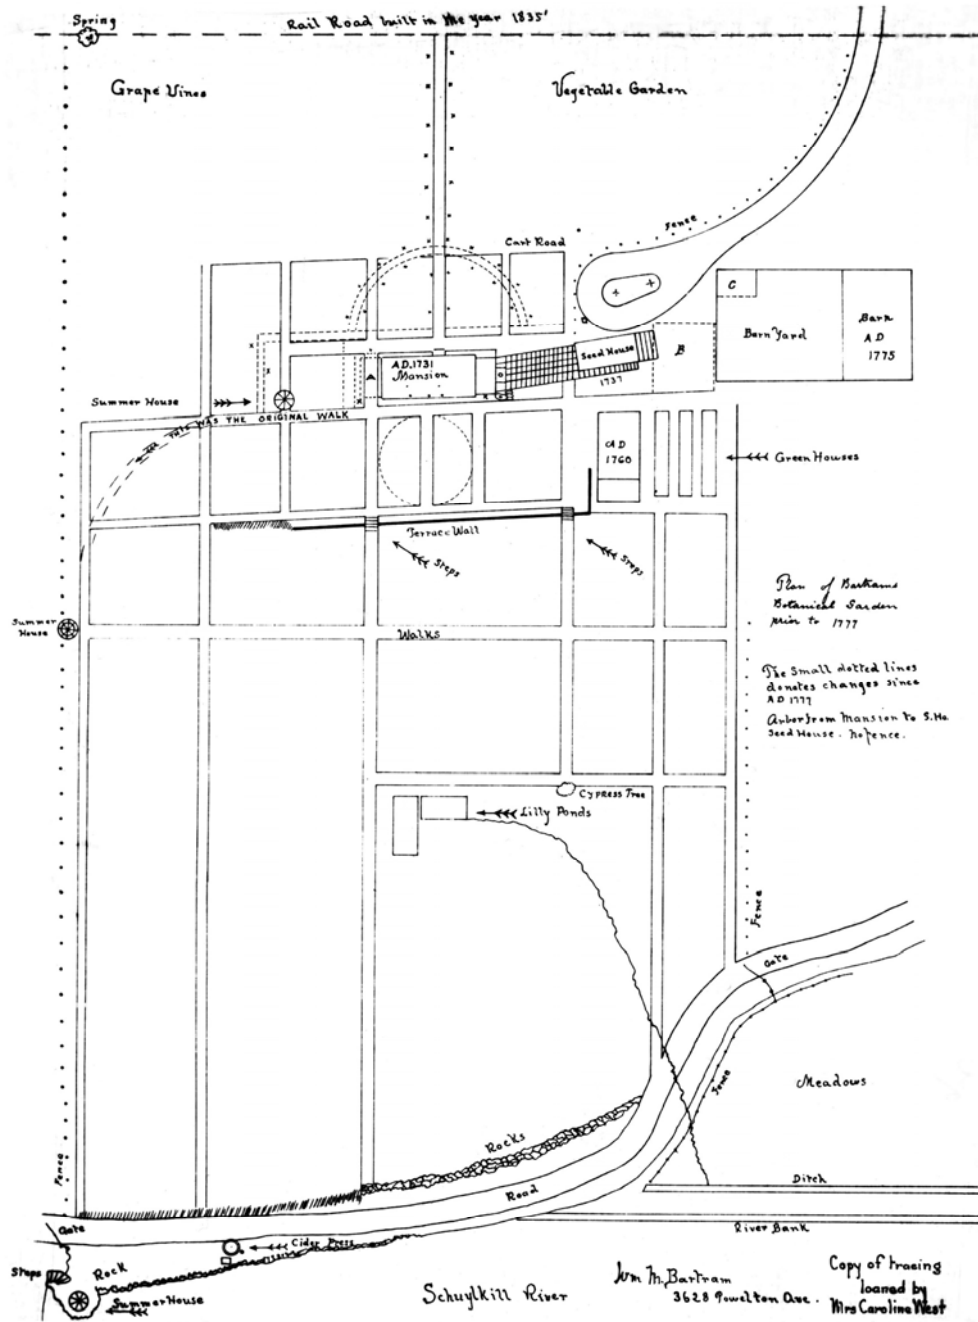 Spring
Rail Road built in the year 1835'
Grape Vines
Vegetable Garden
Fence
Cart Road
C
Barn Yard
Barn
A D
1775
A
A.D. 1731
Mansion
Seed House
1737
B
Summer House
THIS WAS THE ORIGINAL WALK
AD
1760
Green Houses
Terrace Wall
Steps
Steps
Plan of Bartrams
Botanical Garden
prior to 1777
Summer
House
Walks
The Small dotted lines
donates changes since
A D 1777
Arbor from Mansion to S. Ho.
Seed House. no fence.
Cypress Tree
Lilly Ponds
Fence
Gate
Fence
Meadows
Rocks
Fence
Road
Ditch
Gate
River Bank
Cider Press
Steps
Rock
Summer House
Schuylkill River
Wm M. Bartram
3628 Powelton Ave.
Copy of tracing
loaned by
Mrs Caroline West